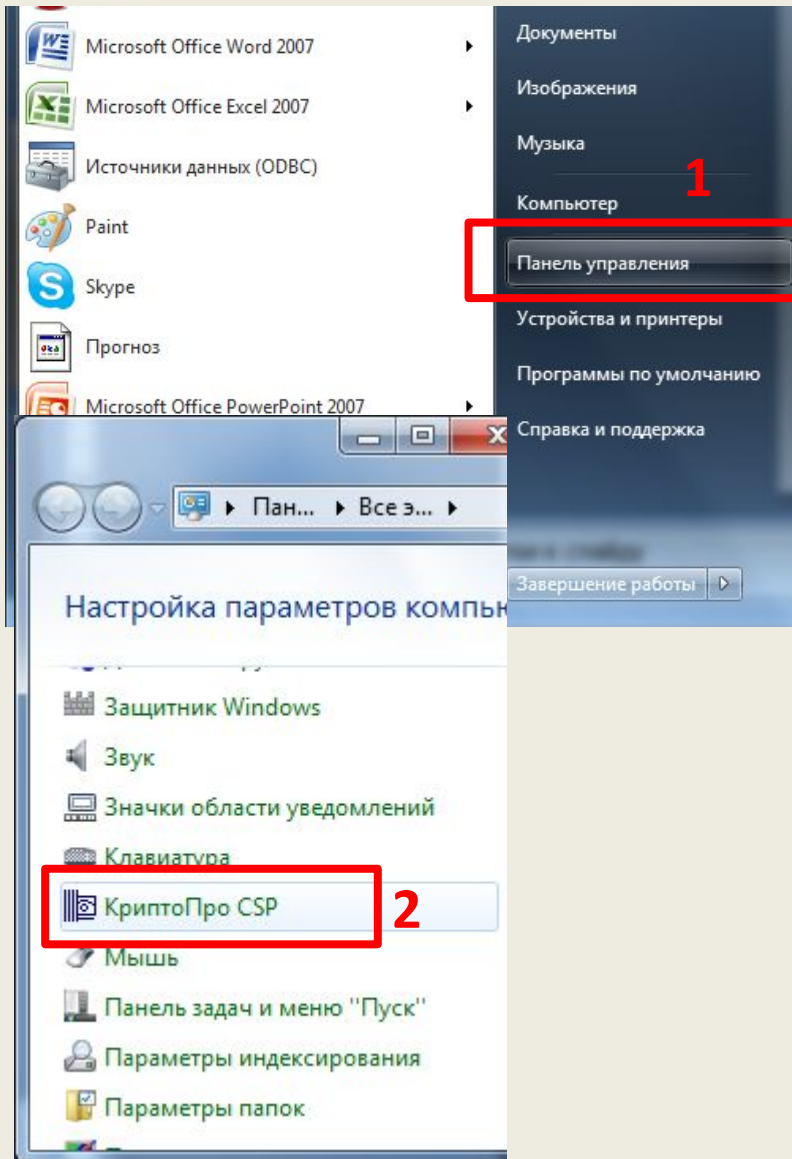 Microsoft Office Word 2007
Microsoft Office Excel 2007
Источники данных (ODBC)
Paint
Skype
Прогноз
Microsoft Office PowerPoint 2007
Документы
Изображения
Музыка
1
Компьютер
Панель управления
Устройства и принтеры
Программы по умолчанию
Справка и поддержка
Завершение работы
Пан... Все э...
Настройка параметров компью
Защитник Windows
Звук
Значки области уведомлений
Клавиатура
КриптоПро CSP
2
Мышь
Панель задач и меню "Пуск"
Параметры индексирования
Параметры папок